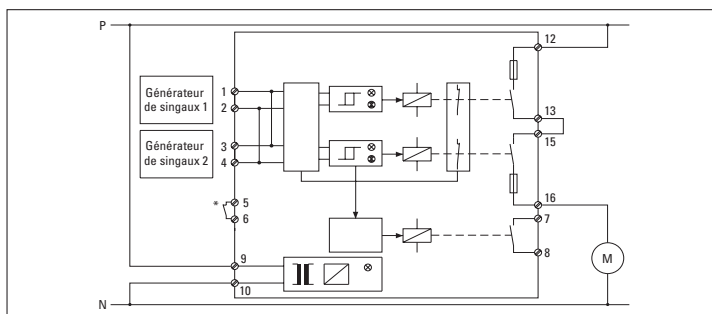 P
12
Générateur
de singaux 1
1
2
13
15
Générateur
de singaux 2
3
4
16
* 5
6
7
8
M
9
10
N